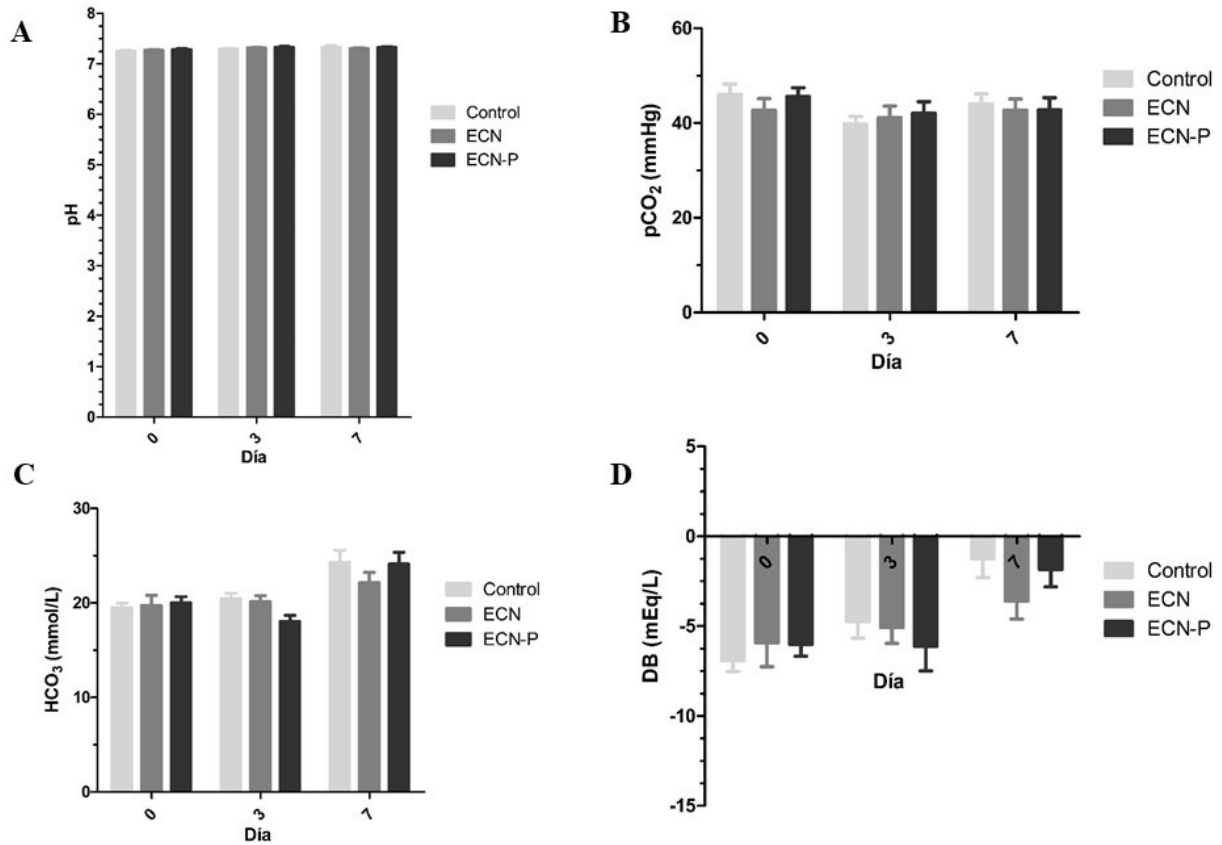 A
8
7
6
5
4
3
2
1
0
pH
0
3
7
Día
Control
ECN
ECN-P
B
60
40
20
0
pCO₂ (mmHg)
0
3
7
Día
Control
ECN
ECN-P
C
30
20
10
0
HCO₃ (mmol/L)
0
3
7
Día
Control
ECN
ECN-P
D
5
0
-5
-10
-15
DB (mEq/L)
0
3
7
Día
Control
ECN
ECN-P